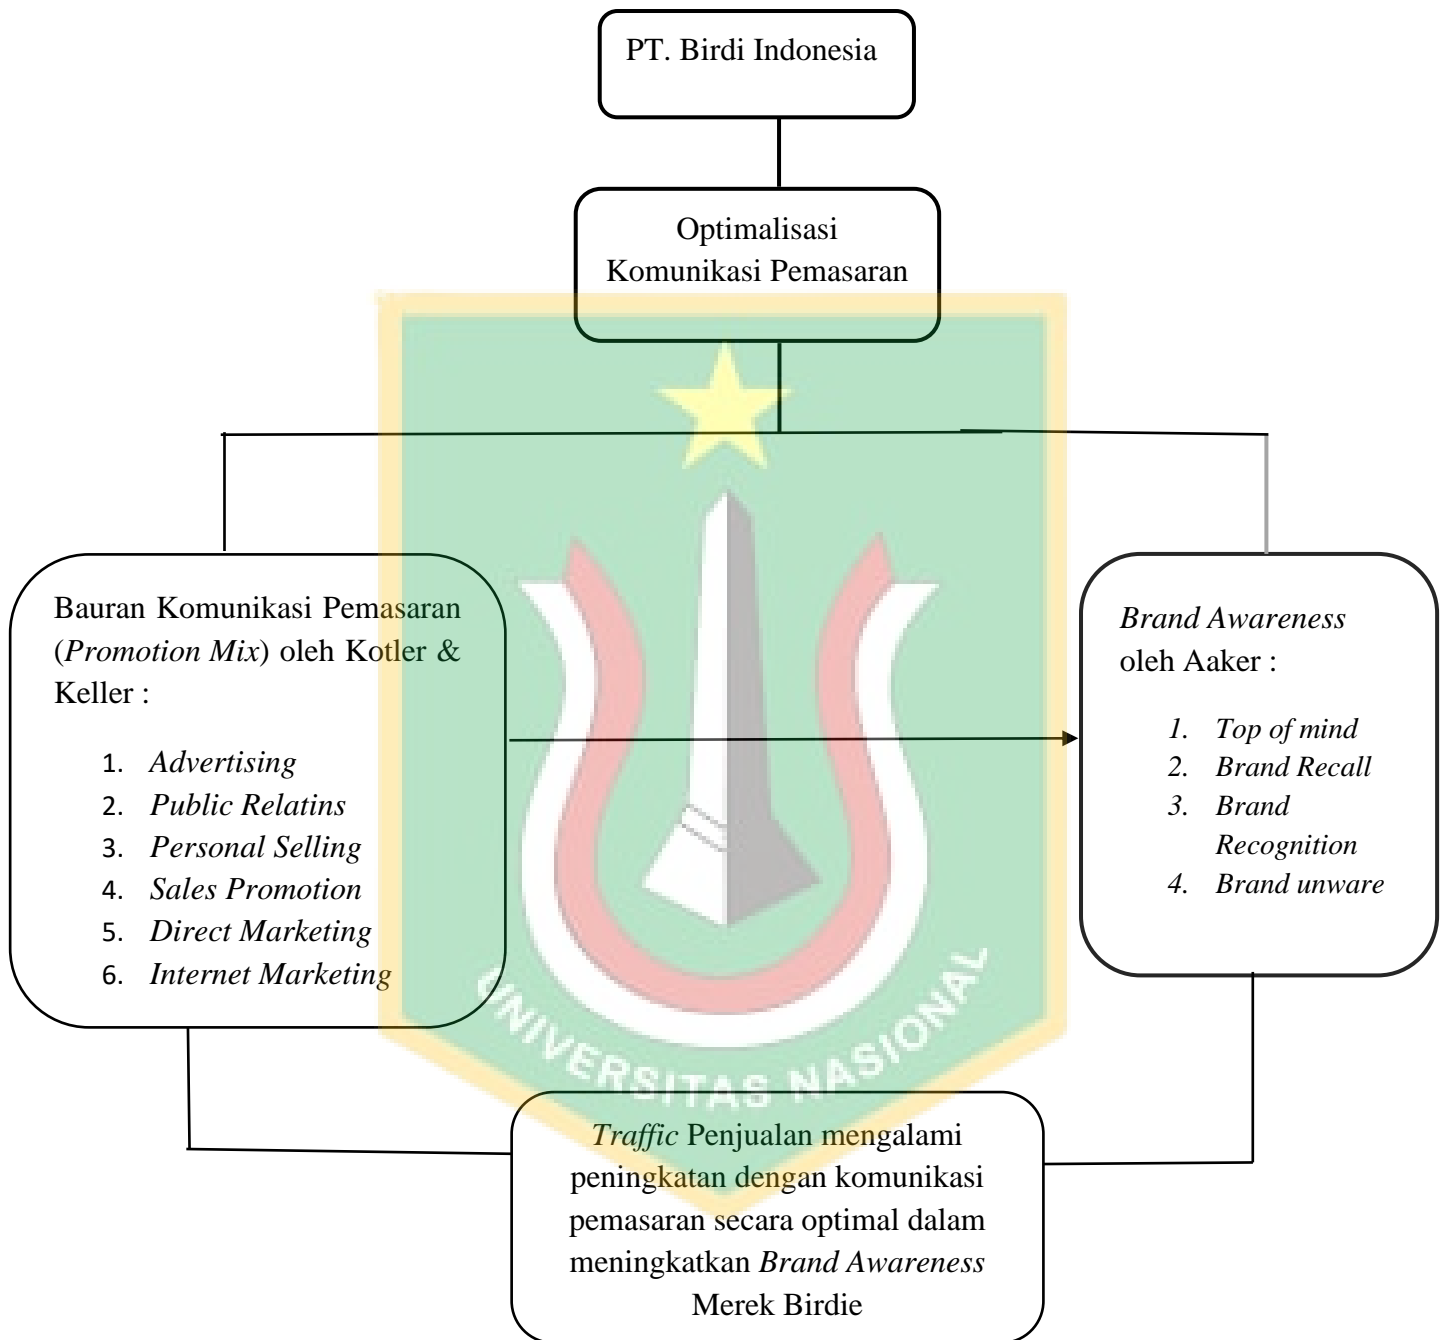 PT. Birdi Indonesia
Optimalisasi
Komunikasi Pemasaran
Bauran Komunikasi Pemasaran
(Promotion Mix) oleh Kotler &
Keller :
1. Advertising
2. Public Relatins
3. Personal Selling
4. Sales Promotion
5. Direct Marketing
6. Internet Marketing
Brand Awareness
oleh Aaker :
1. Top of mind
2. Brand Recall
3. Brand
Recognition
4. Brand unware
UNIVERSITAS NASIONAL
Traffic Penjualan mengalami
peningkatan dengan komunikasi
pemasaran secara optimal dalam
meningkatkan Brand Awareness
Merek Birdie